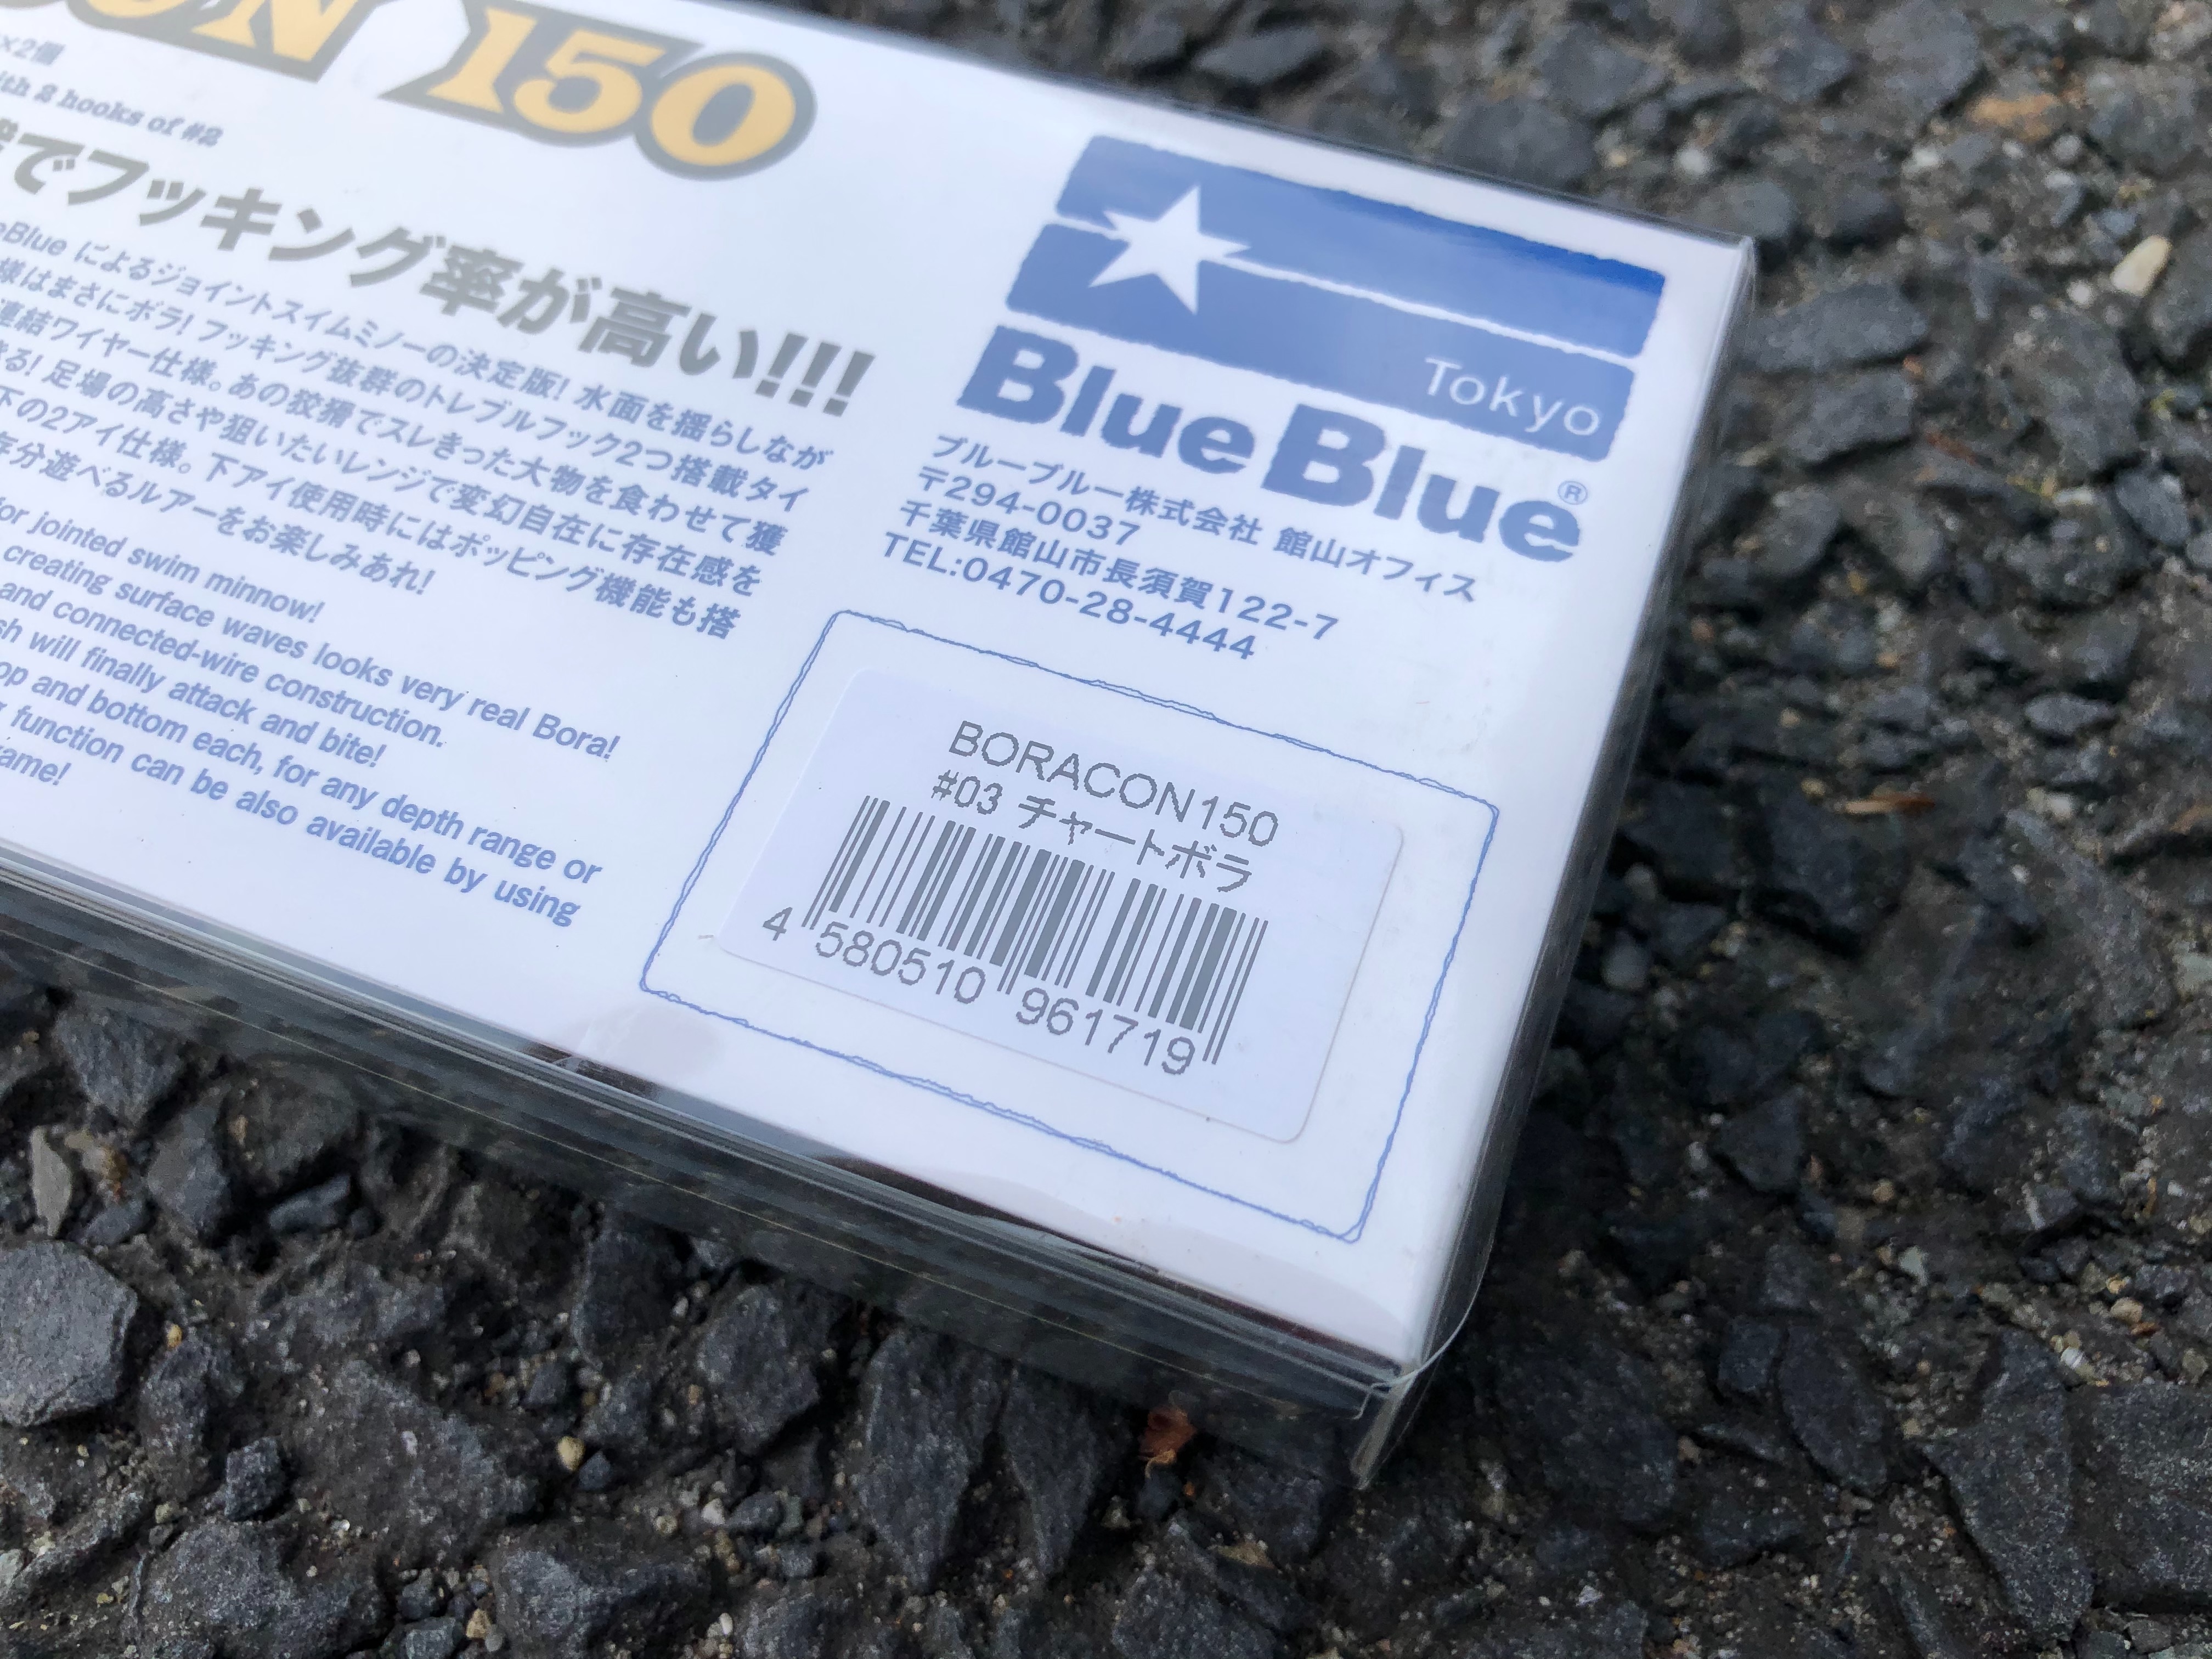 ON 150
×2個
ith 2 hooks of #2
でフッキング率が高い!!!
eBlue によるジョイントスイムミノーの決定版! 水面を揺らしなが
様はまさにボラ! フッキング抜群のトレブルフック2つ搭載タイ
連結ワイヤー仕様。あの狡猾でスレきった大物を食わせて獲
る! 足場の高さや狙いたいレンジで変幻自在に存在感を
下の2アイ仕様。下アイ使用時にはポッピング機能も搭
存分遊べるルアーをお楽しみあれ!
for jointed swim minnow!
creating surface waves looks very real Bora!
and connected-wire construction.
sh will finally attack and bite!
op and bottom each, for any depth range or
function can be also available by using
ame!
Tokyo
Blue Blue®
ブルーブルー株式会社 館山オフィス
〒294-0037
千葉県館山市長須賀122-7
TEL:0470-28-4444
BORACON150
#03 チャートボラ
4 580510 961719